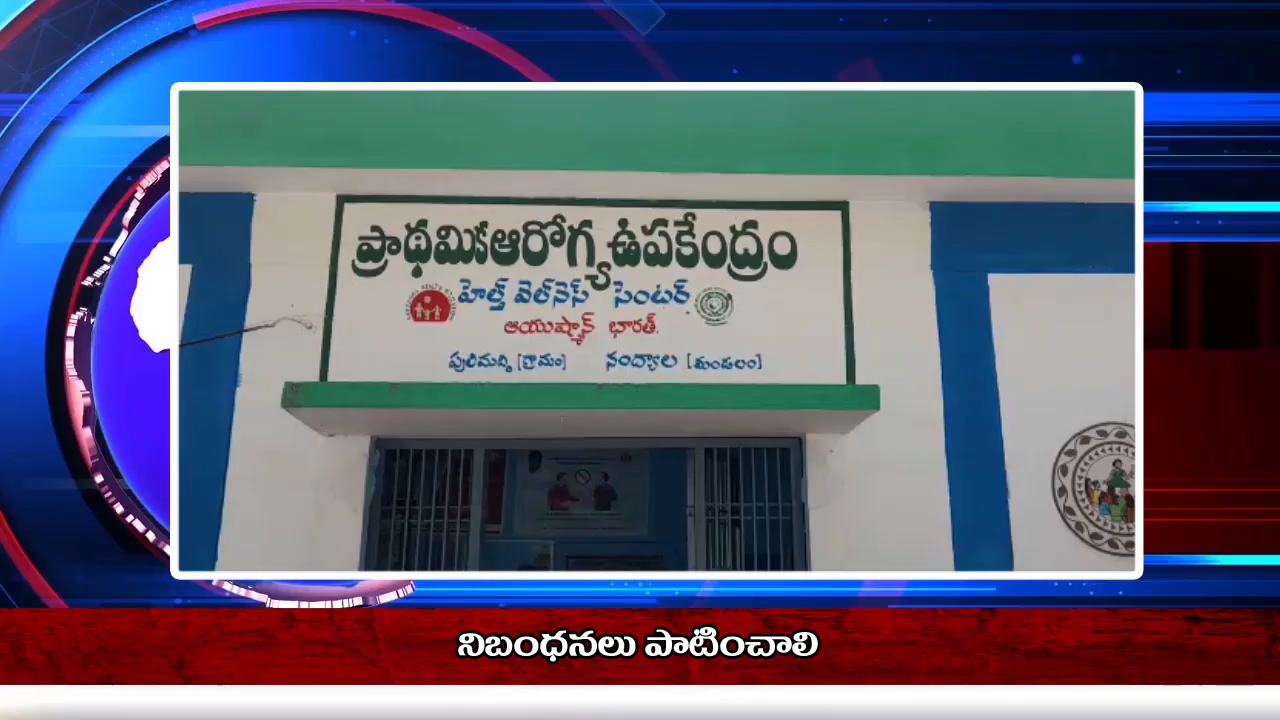 ప్రాథమిక ఆరోగ్య ఉపకేంద్రం
హెల్త్ వెల్‌నెస్ సెంటర్
ఆయుష్మాన్ భారత్.
పులిమద్ది [గ్రామం] నంద్యాల [మండలం]
నిబంధనలు పాటించాలి